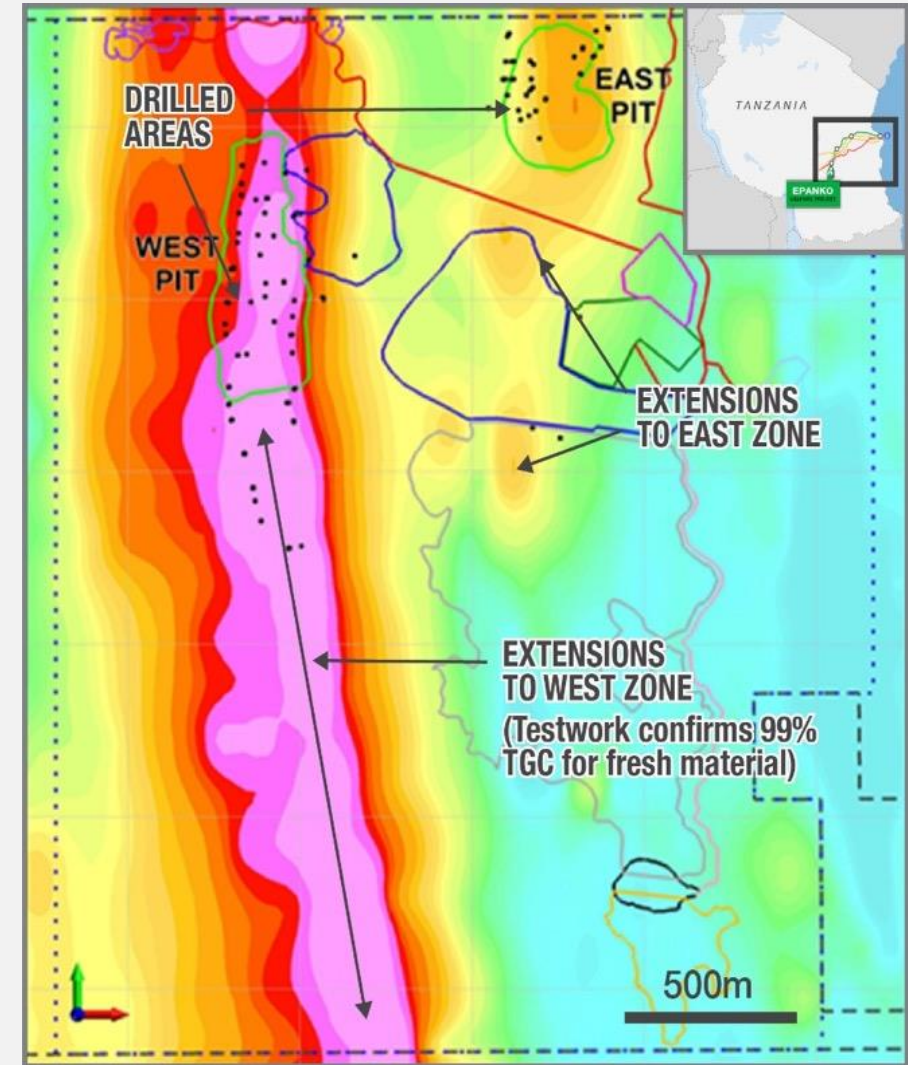 DRILLED
AREAS
EAST
PIT
TANZANIA
EPANKO
WEST
PIT
EXTENSIONS
TO EAST ZONE
EXTENSIONS
TO WEST ZONE
(Testwork confirms 99%
TGC for fresh material)
500m